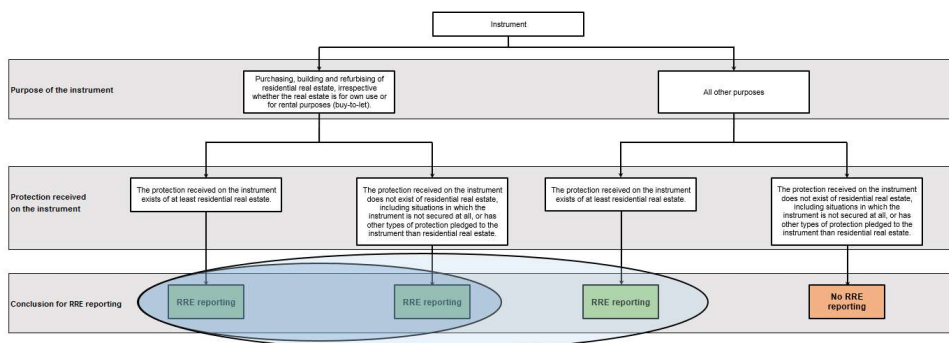 Instrument
Purpose of the instrument
Purchasing, building and refurbising of
residential real estate, irrespective
whether the real estate is for own use or
for rental purposes (buy-to-let).
All other purposes
Protection received
on the instrument
The protection received on the instrument
exists of at least residential real estate.
The protection received on the instrument
does not exist of residential real estate,
including situations in which the
instrument is not secured at all, or has
other types of protection pledged to the
instrument than residential real estate.
The protection received on the instrument
exists of at least residential real estate.
The protection received on the instrument
does not exist of residential real estate,
including situations in which the
instrument is not secured at all, or has
other types of protection pledged to the
instrument than residential real estate.
Conclusion for RRE reporting
RRE reporting
RRE reporting
RRE reporting
No RRE
reporting